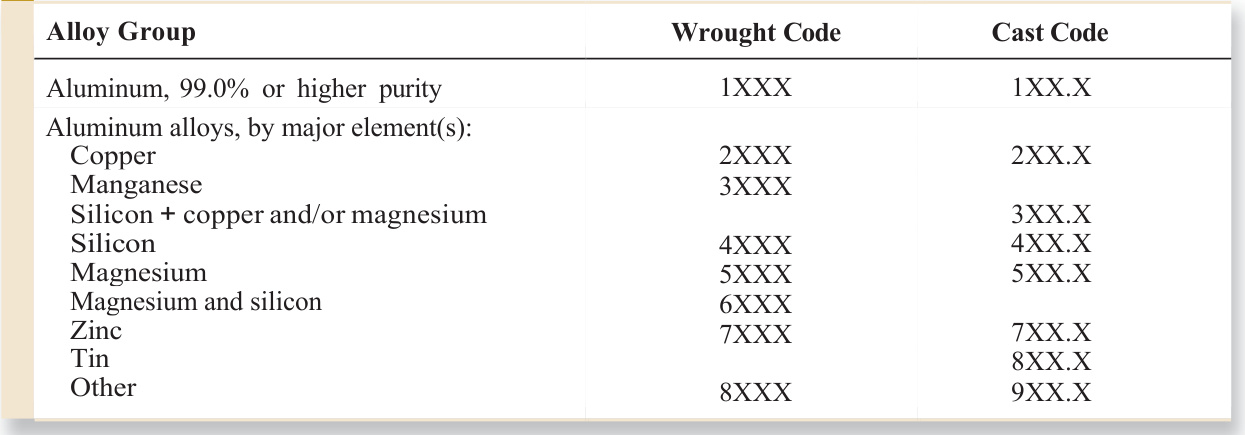 Alloy Group Wrought Code Cast Code
Aluminum, 99.0% or higher purity 1XXX 1XX.X
Aluminum alloys, by major element(s):
Copper 2XXX 2XX.X
Manganese 3XXX
Silicon + copper and/or magnesium 3XX.X
Silicon 4XXX 4XX.X
Magnesium 5XXX 5XX.X
Magnesium and silicon 6XXX
Zinc 7XXX 7XX.X
Tin 8XX.X
Other 8XXX 9XX.X